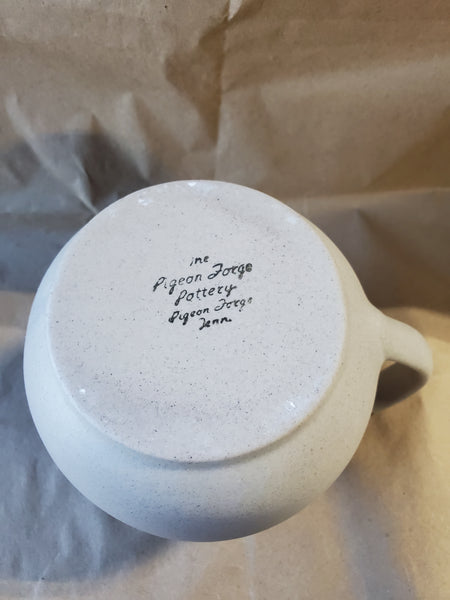 The
Pigeon Forge
Pottery
Pigeon Forge
Tenn.